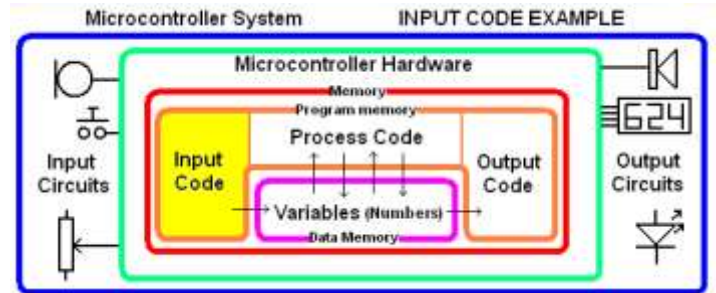 Microcontroller System INPUT CODE EXAMPLE
Microcontroller Hardware
Memory
Program memory
Process Code
Input
Code
Output
Code
Input
Circuits
624
Output
Circuits
Variables (Numbers)
Data Memory